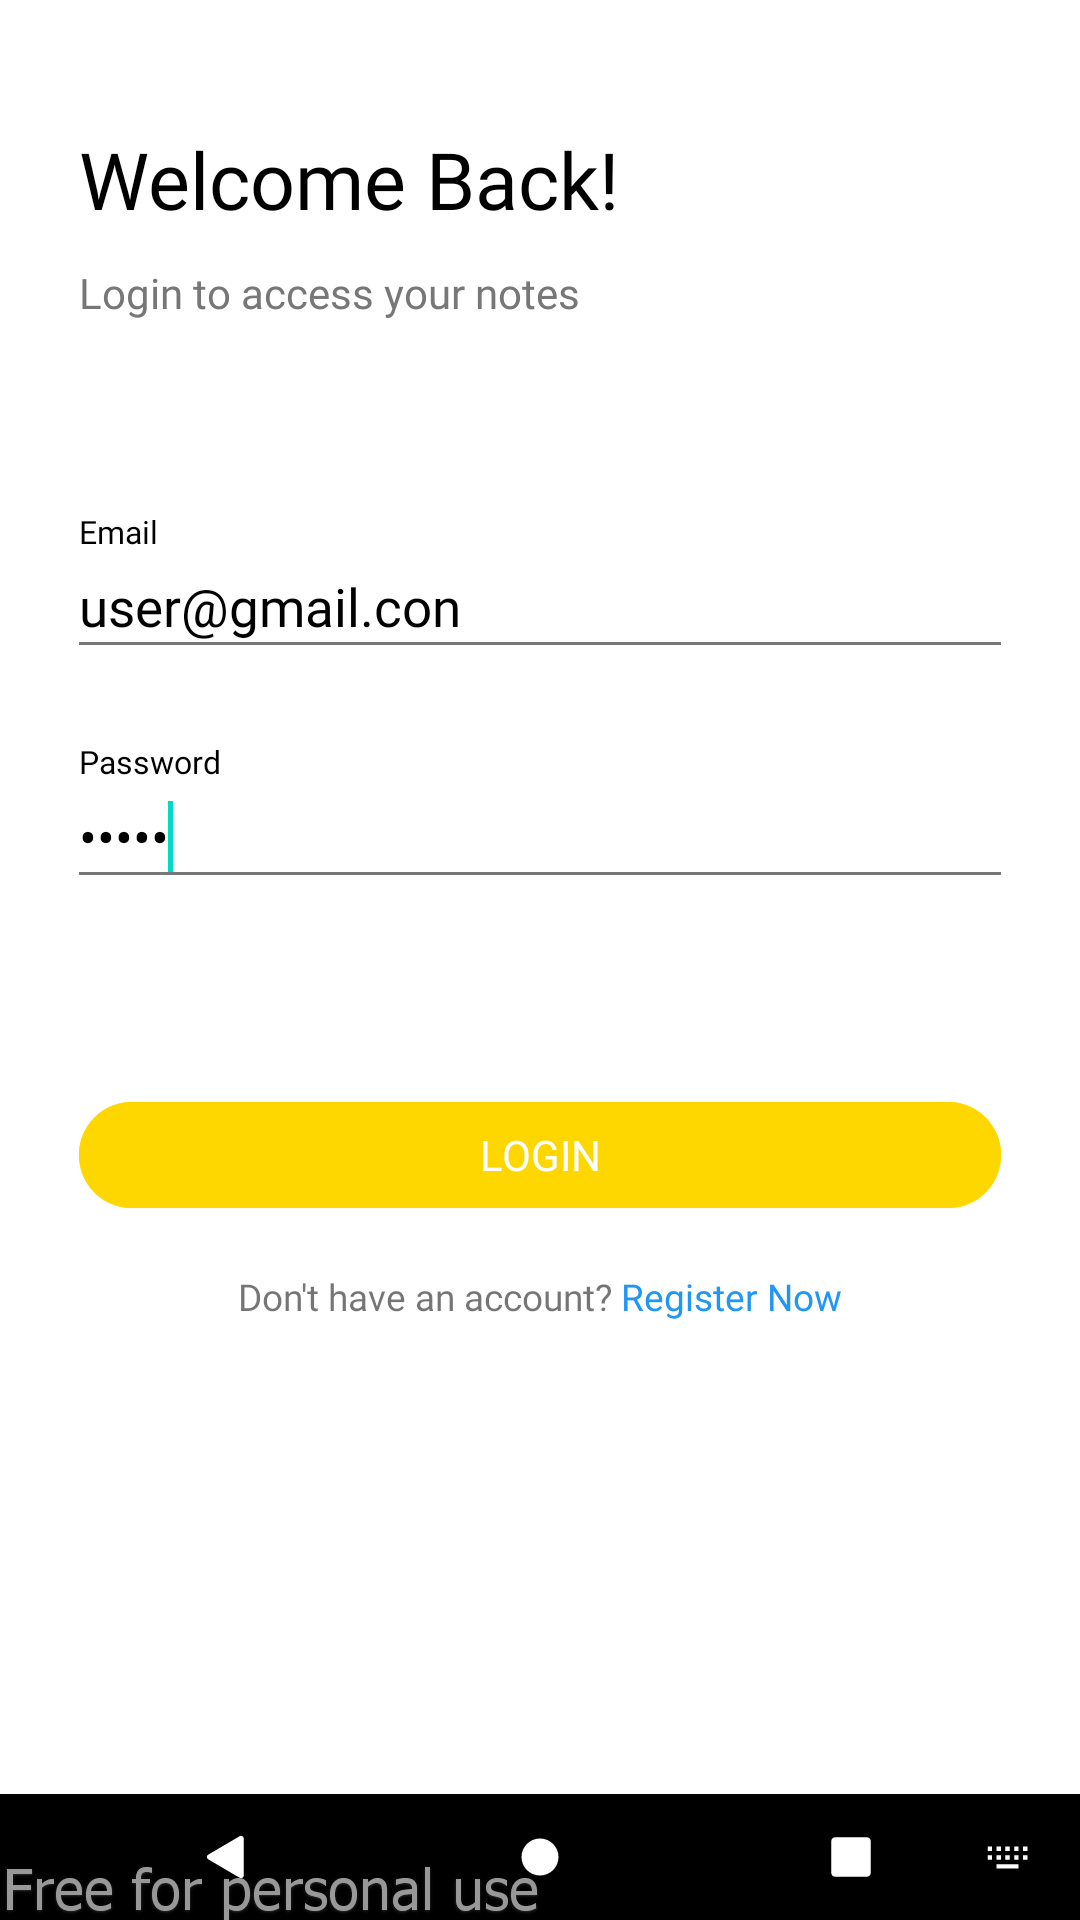 Welcome Back!
Login to access your notes
Email
user@gmail.con
Password
•••••
LOGIN
Don't have an account? Register Now
Free for personal use